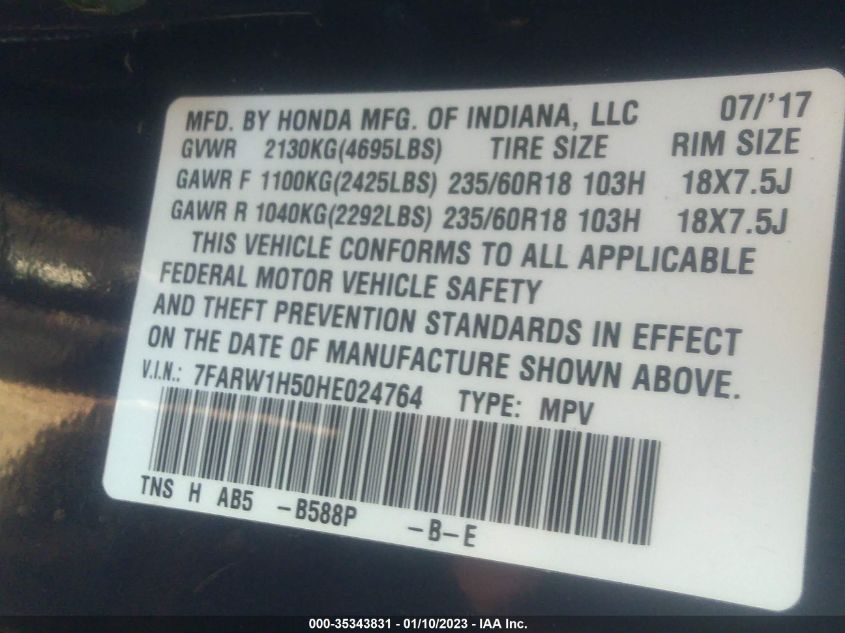 MFD. BY HONDA MFG. OF INDIANA, LLC 07/'17
GVWR 2130KG(4695LBS) TIRE SIZE RIM SIZE
GAWR F 1100KG(2425LBS) 235/60R18 103H 18X7.5J
GAWR R 1040KG(2292LBS) 235/60R18 103H 18X7.5J
THIS VEHICLE CONFORMS TO ALL APPLICABLE
FEDERAL MOTOR VEHICLE SAFETY
AND THEFT PREVENTION STANDARDS IN EFFECT
ON THE DATE OF MANUFACTURE SHOWN ABOVE.
V.I.N.: 7FARW1H50HE024764 TYPE: MPV
TNS H AB5 -B588P -B-E
000-35343831 - 01/10/2023 - IAA Inc.